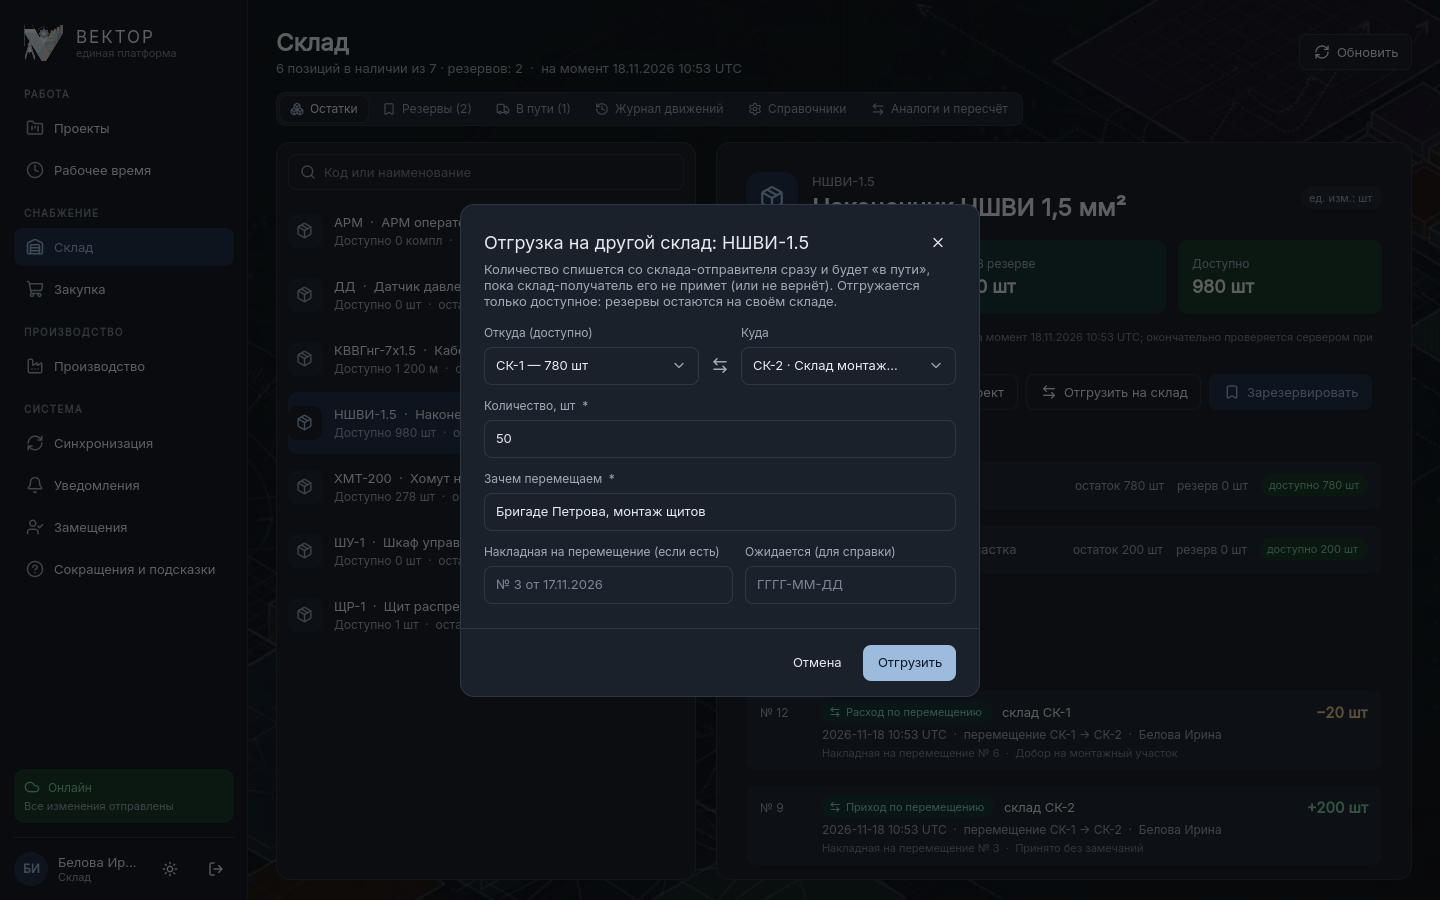 ВЕКТОР
единая платформа
РАБОТА
Проекты
Рабочее время
СНАБЖЕНИЕ
Склад
Закупка
ПРОИЗВОДСТВО
Производство
СИСТЕМА
Синхронизация
Уведомления
Замещения
Сокращения и подсказки
Онлайн
Все изменения отправлены
БИ
Белова Ир...
Склад
Склад
6 позиций в наличии из 7 · резервов: 2 · на момент 18.11.2026 10:53 UTC
Обновить
Остатки
Резервы (2)
В пути (1)
Журнал движений
Справочники
Аналоги и пересчёт
Код или наименование
АРМ · АРМ операт
Доступно 0 компл ·
ДД · Датчик давле
Доступно 0 шт · ост
КВВГнг-7x1.5 · Каб
Доступно 1 200 м ·
НШВИ-1.5 · Наконе
Доступно 980 шт · о
ХМТ-200 · Хомут н
Доступно 278 шт · о
ШУ-1 · Шкаф управ
Доступно 0 шт · ост
ЩР-1 · Щит распре
Доступно 1 шт · ост
НШВИ-1.5
НШВИ 1,5 мм²
ед. изм.: шт
В резерве
0 шт
Доступно
980 шт
момент 18.11.2026 10:53 UTC; окончательно проверяется сервером при
Отгрузить на склад
Зарезервировать
остаток 780 шт резерв 0 шт доступно 780 шт
остаток 200 шт резерв 0 шт доступно 200 шт
№ 12
Расход по перемещению
склад СК-1
−20 шт
2026-11-18 10:53 UTC · перемещение СК-1 → СК-2 · Белова Ирина
Накладная на перемещение № 6 · Добор на монтажный участок
№ 9
Приход по перемещению
склад СК-2
+200 шт
2026-11-18 10:53 UTC · перемещение СК-1 → СК-2 · Белова Ирина
Накладная на перемещение № 3 · Принято без замечаний
Отгрузка на другой склад: НШВИ-1.5
Количество спишется со склада-отправителя сразу и будет «в пути»,
пока склад-получатель его не примет (или не вернёт). Отгружается
только доступное: резервы остаются на своём складе.
Откуда (доступно)
Куда
СК-1 — 780 шт
СК-2 · Склад монтаж...
Количество, шт *
50
Зачем перемещаем *
Бригаде Петрова, монтаж щитов
Накладная на перемещение (если есть)
Ожидается (для справки)
№ 3 от 17.11.2026
ГГГГ-ММ-ДД
Отмена
Отгрузить